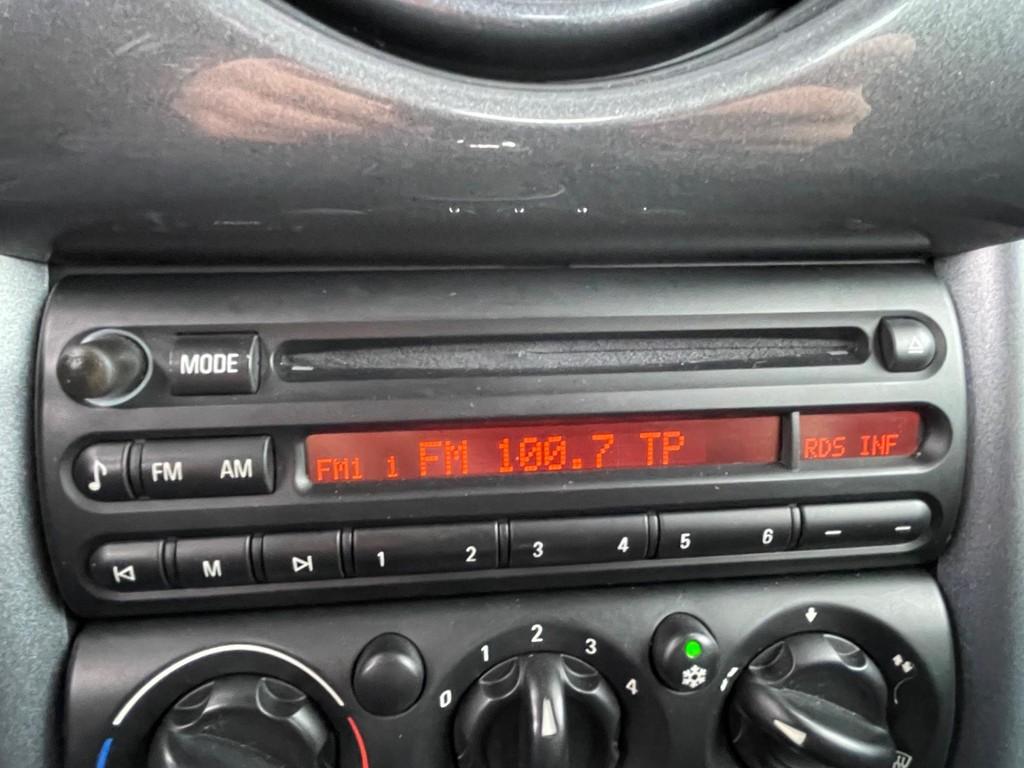 MODE
FM AM
FM1 i FM 100.7 TP
RDS INF
M 1 2 3 4 5 6
0 1 2 3 4